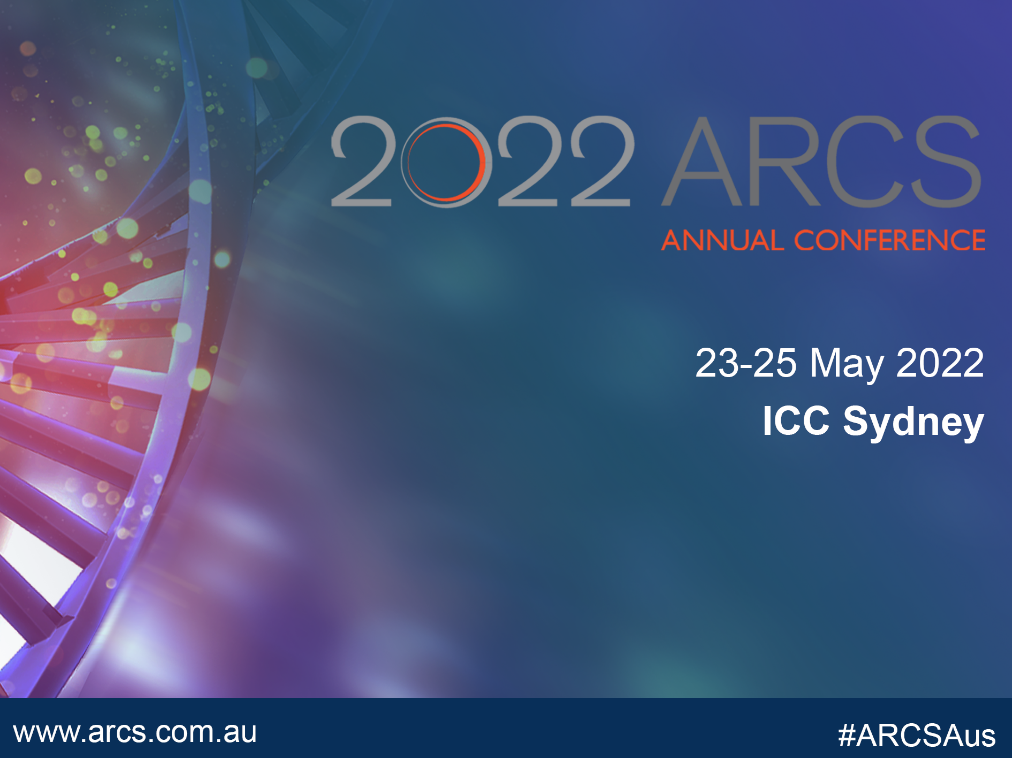 2022 ARCS
ANNUAL CONFERENCE
23-25 May 2022
ICC Sydney
www.arcs.com.au
#ARCSAus